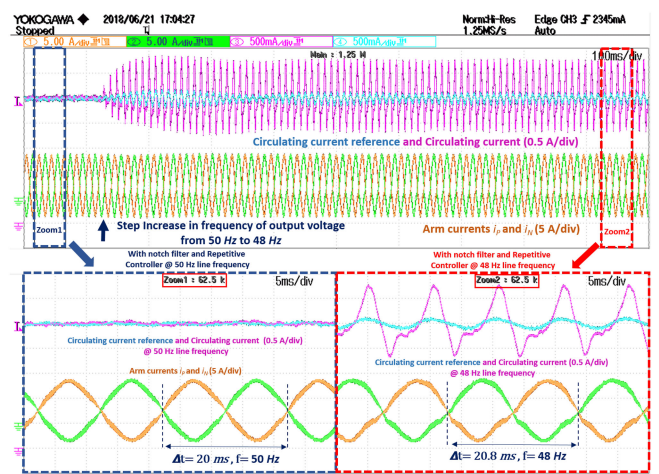 YOKOGAWA ◆ 2018/06/21 17:04:27 Norm:Hi-Res Edge CH3 2345mA
Stopped 1.25MS/s Auto
1 5.00 A/div 2 5.00 A/div 3 500mA/div 4 500mA/div
Main : 1.25 M 100ms/div
Circulating current reference and Circulating current (0.5 A/div)
Zoom1
Step Increase in frequency of output voltage
from 50 Hz to 48 Hz
Arm currents iP and iN (5 A/div)
Zoom2
With notch filter and Repetitive
Controller @ 50 Hz line frequency
With notch filter and Repetitive
Controller @ 48 Hz line frequency
Zoom1 : 62.5 k 5ms/div
Zoom2 : 62.5 k 5ms/div
Circulating current reference and Circulating current (0.5 A/div)
@ 50 Hz line frequency
Arm currents iP and iN (5 A/div)
Circulating current reference and Circulating current (0.5 A/div)
@ 48 Hz line frequency
Δt= 20 ms, f= 50 Hz
Δt= 20.8 ms, f= 48 Hz